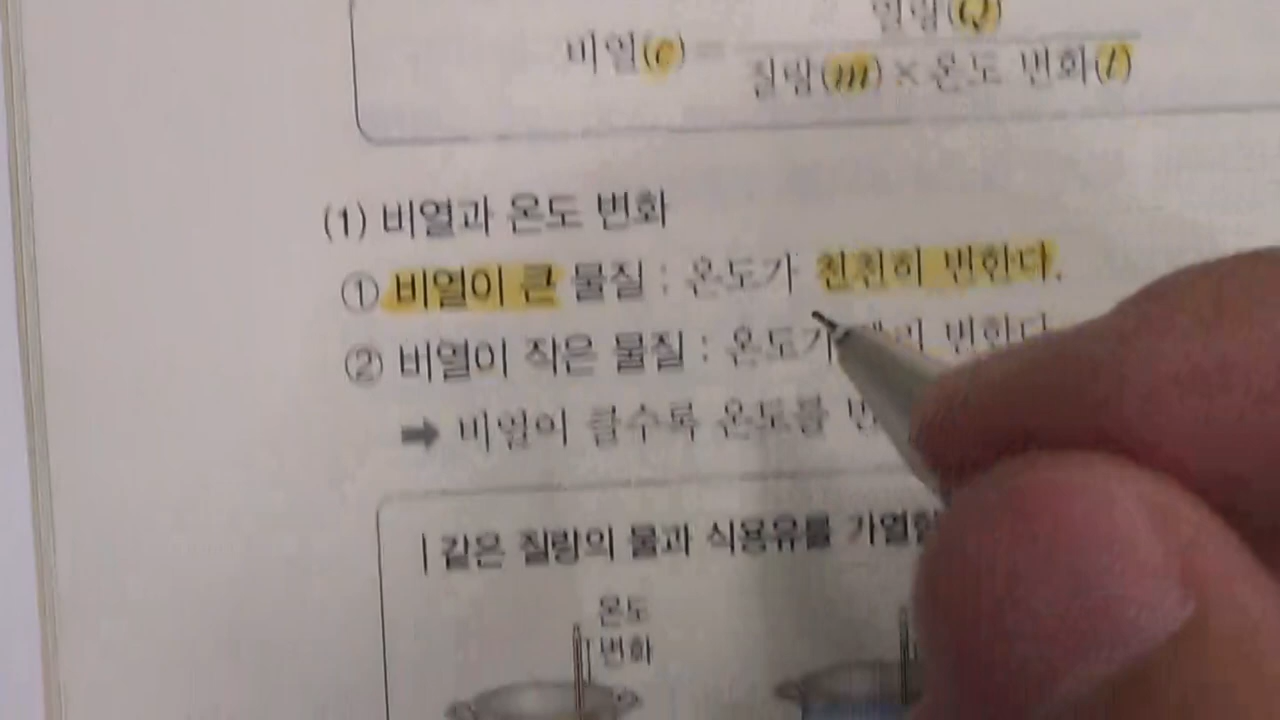 열량(Q)
비열(c) = 질량(m) × 온도 변화(t)
(1) 비열과 온도 변화
① 비열이 큰 물질 : 온도가 천천히 변한다.
② 비열이 작은 물질 : 온도가 변한다
➡ 비열이 클수록 온도를
| 같은 질량의 물과 식용유를
온도
변화